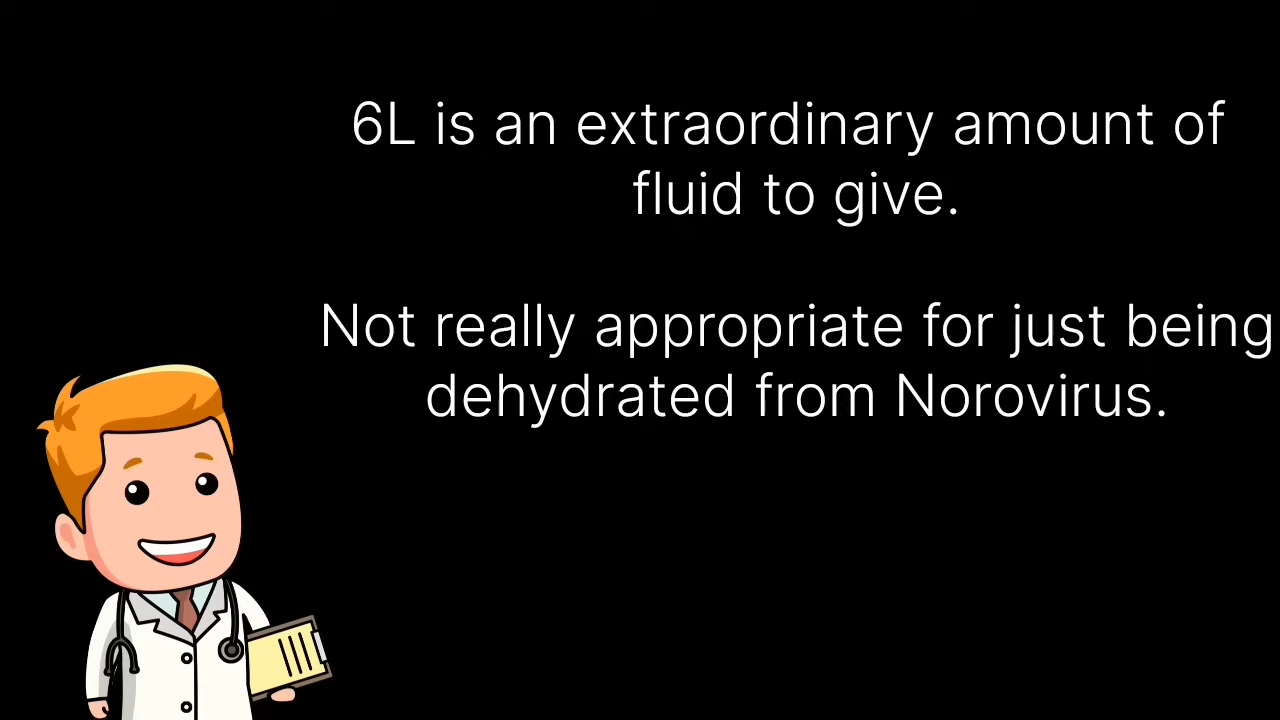 6L is an extraordinary amount of
fluid to give.
Not really appropriate for just being
dehydrated from Norovirus.